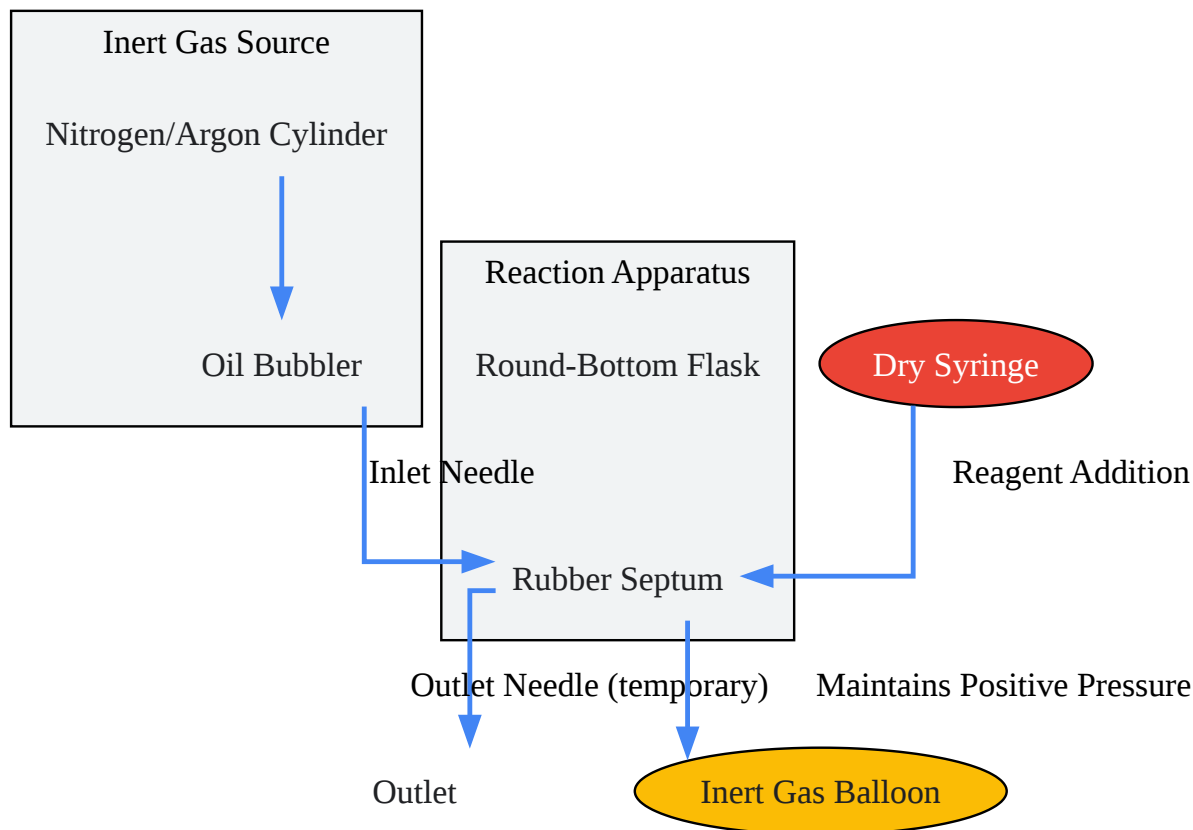 Inert Gas Source
Nitrogen/Argon Cylinder
Reaction Apparatus
Oil Bubbler
Round-Bottom Flask
Dry Syringe
Inlet Needle
Reagent Addition
Rubber Septum
Outlet Needle (temporary)
Maintains Positive Pressure
Outlet
Inert Gas Balloon